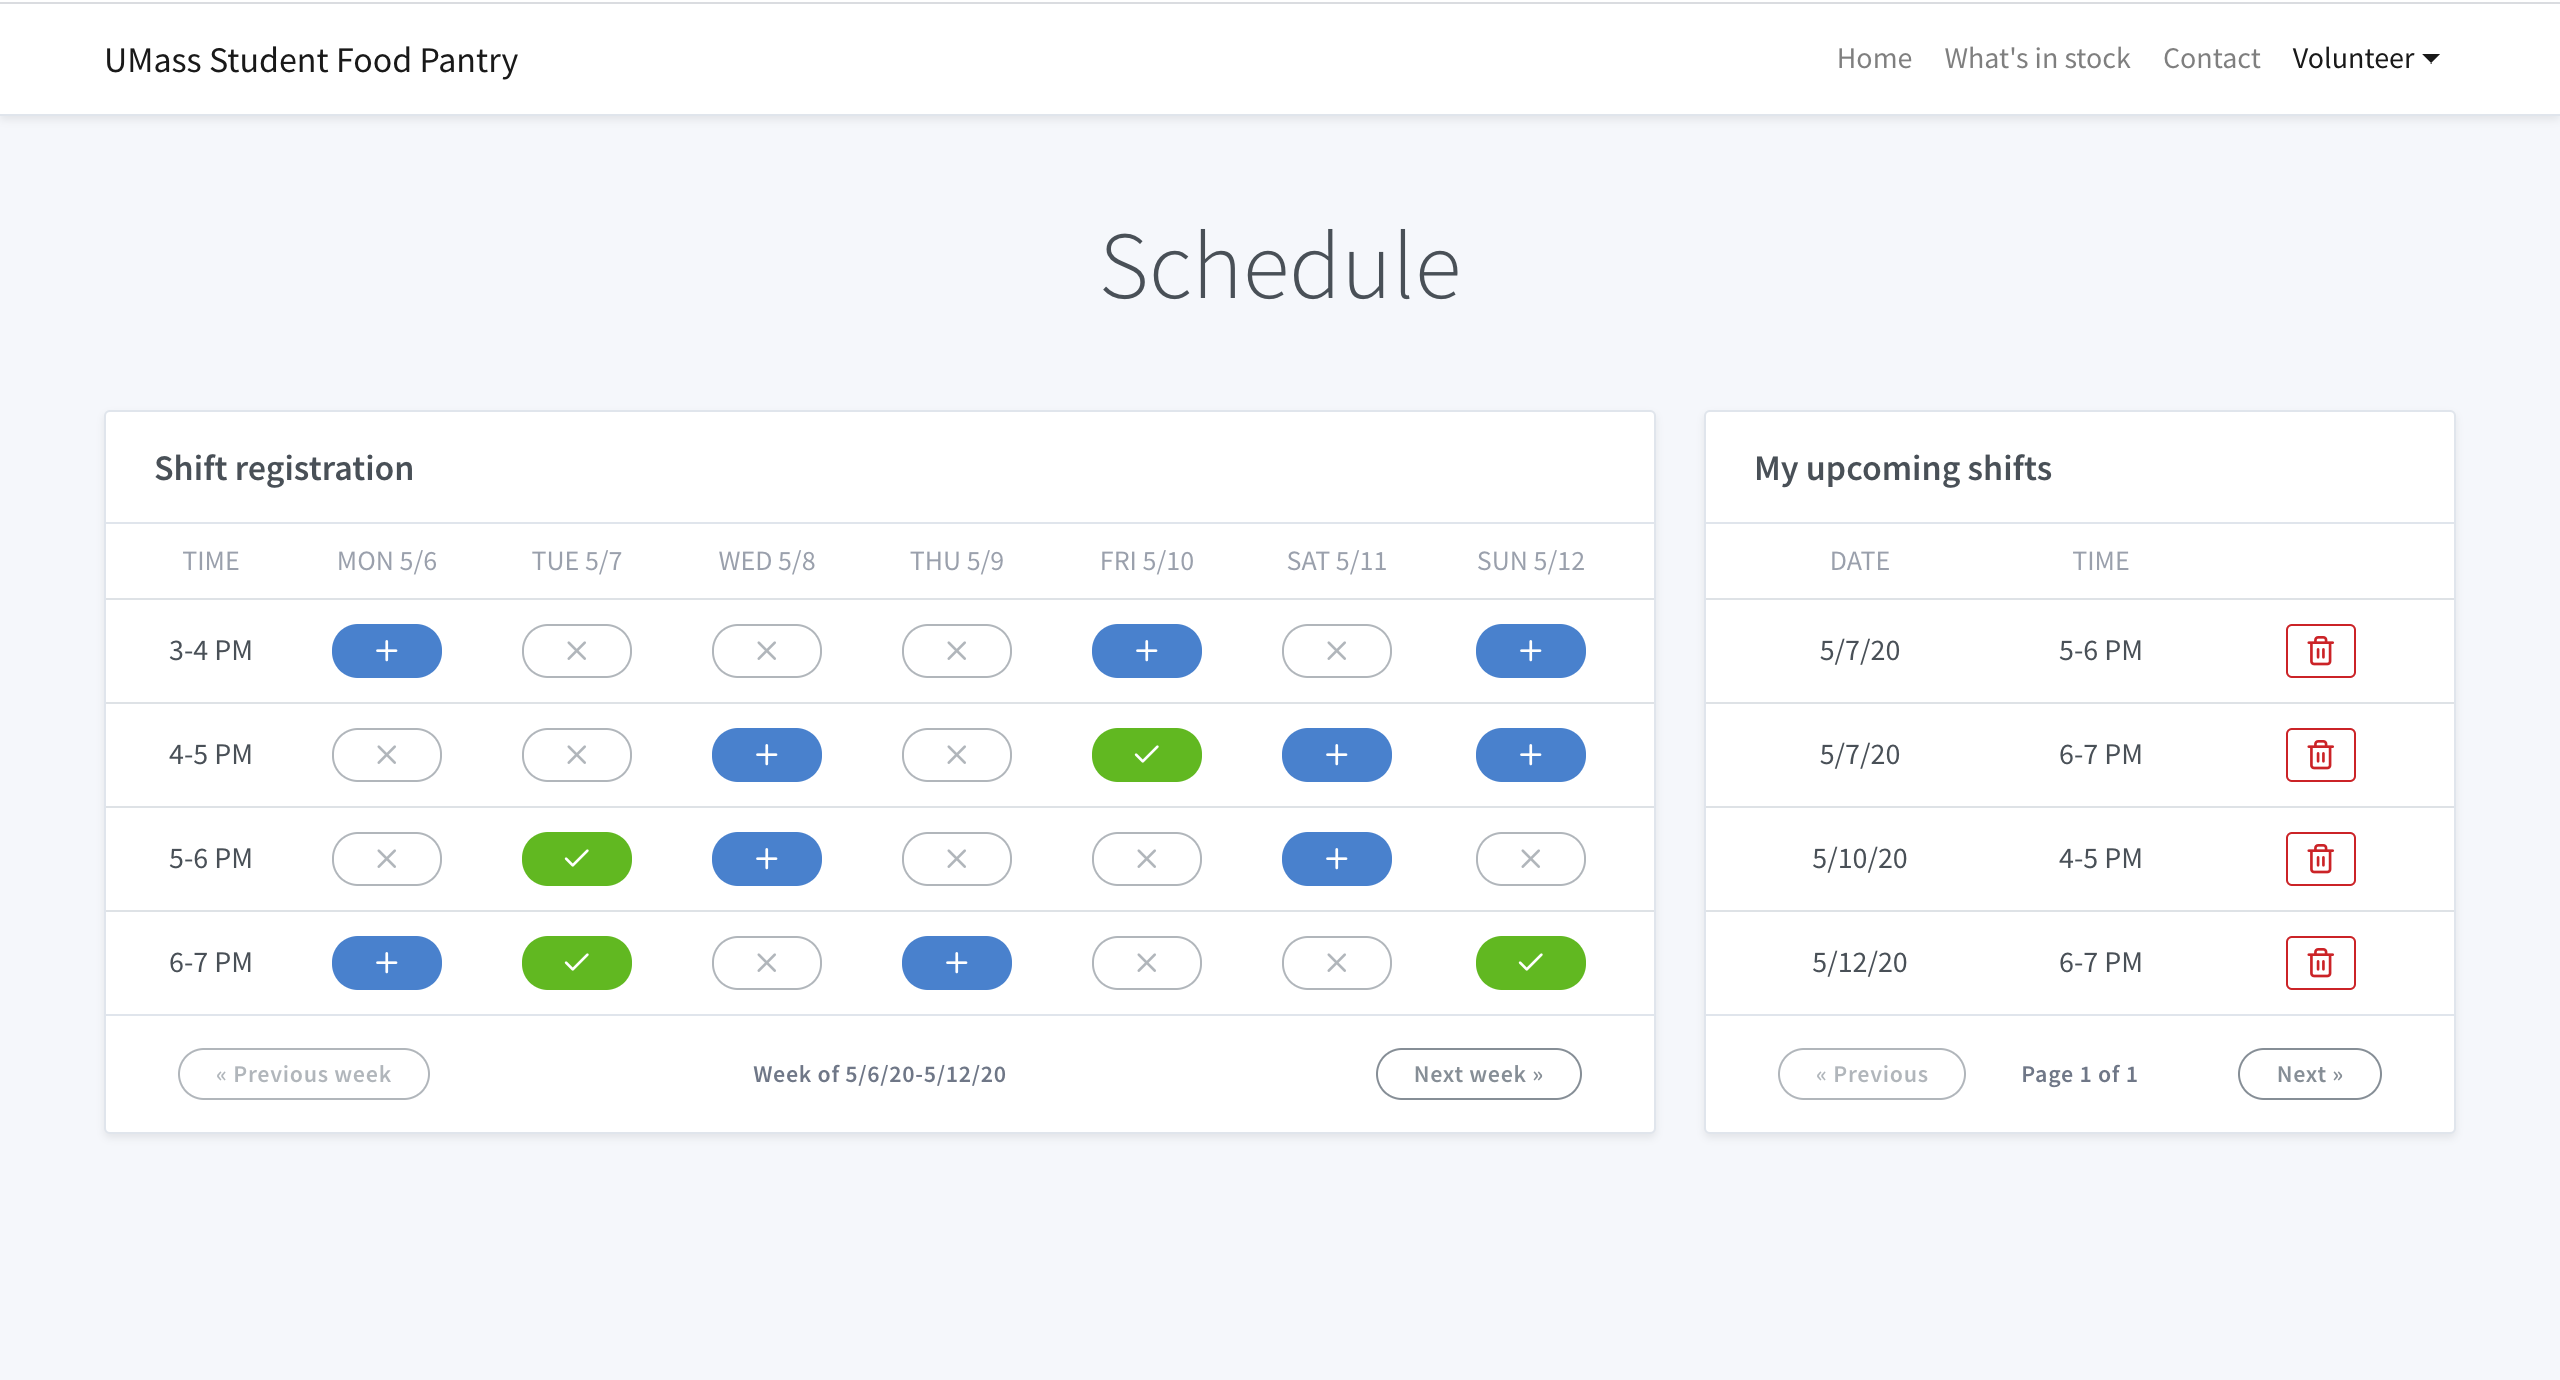 UMass Student Food Pantry
Home What's in stock Contact Volunteer
Schedule
Shift registration
TIME MON 5/6 TUE 5/7 WED 5/8 THU 5/9 FRI 5/10 SAT 5/11 SUN 5/12
3-4 PM
4-5 PM
5-6 PM
6-7 PM
« Previous week Week of 5/6/20-5/12/20 Next week »
My upcoming shifts
DATE TIME
5/7/20 5-6 PM
5/7/20 6-7 PM
5/10/20 4-5 PM
5/12/20 6-7 PM
« Previous Page 1 of 1 Next »